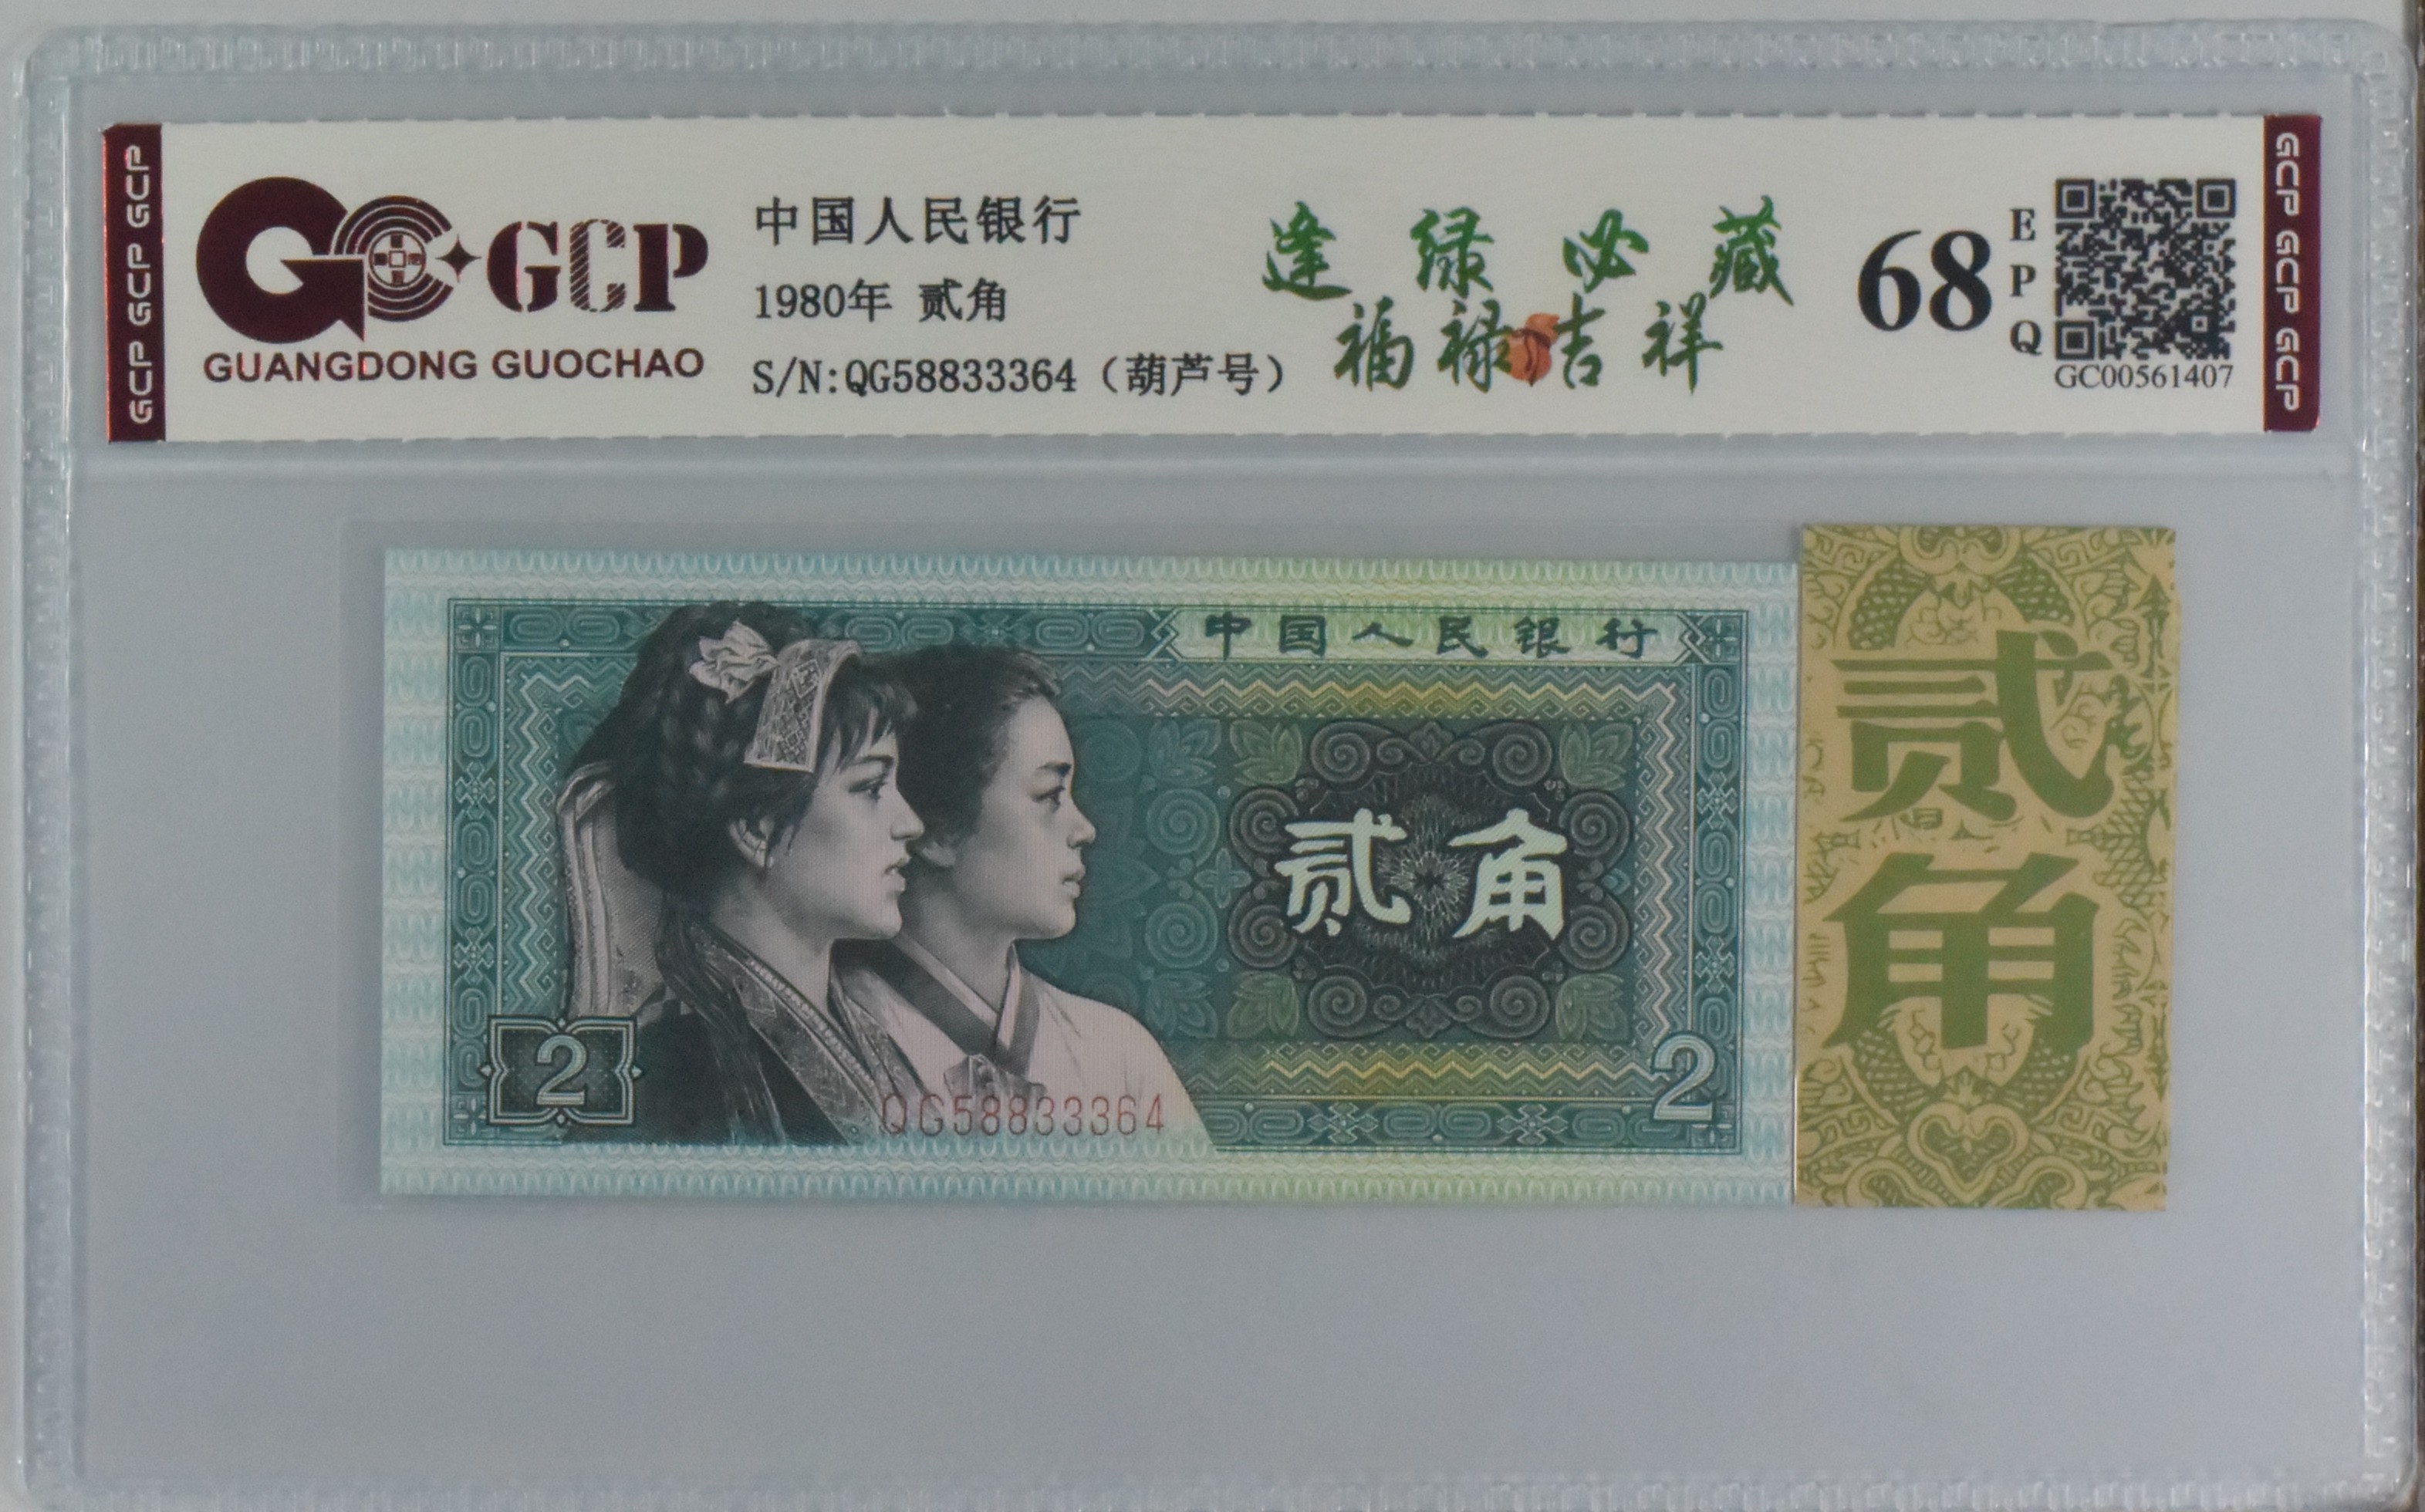 GCP GCP GCP
GCP
GUANGDONG GUOCHAO
中国人民银行
1980年 贰角
S/N:QG58833364（葫芦号）
逢绿必藏
福禄吉祥
68
EPQ
GC00561407
GCP GCP GCP
中国人民银行
贰角
2
2
QG58833364
贰角